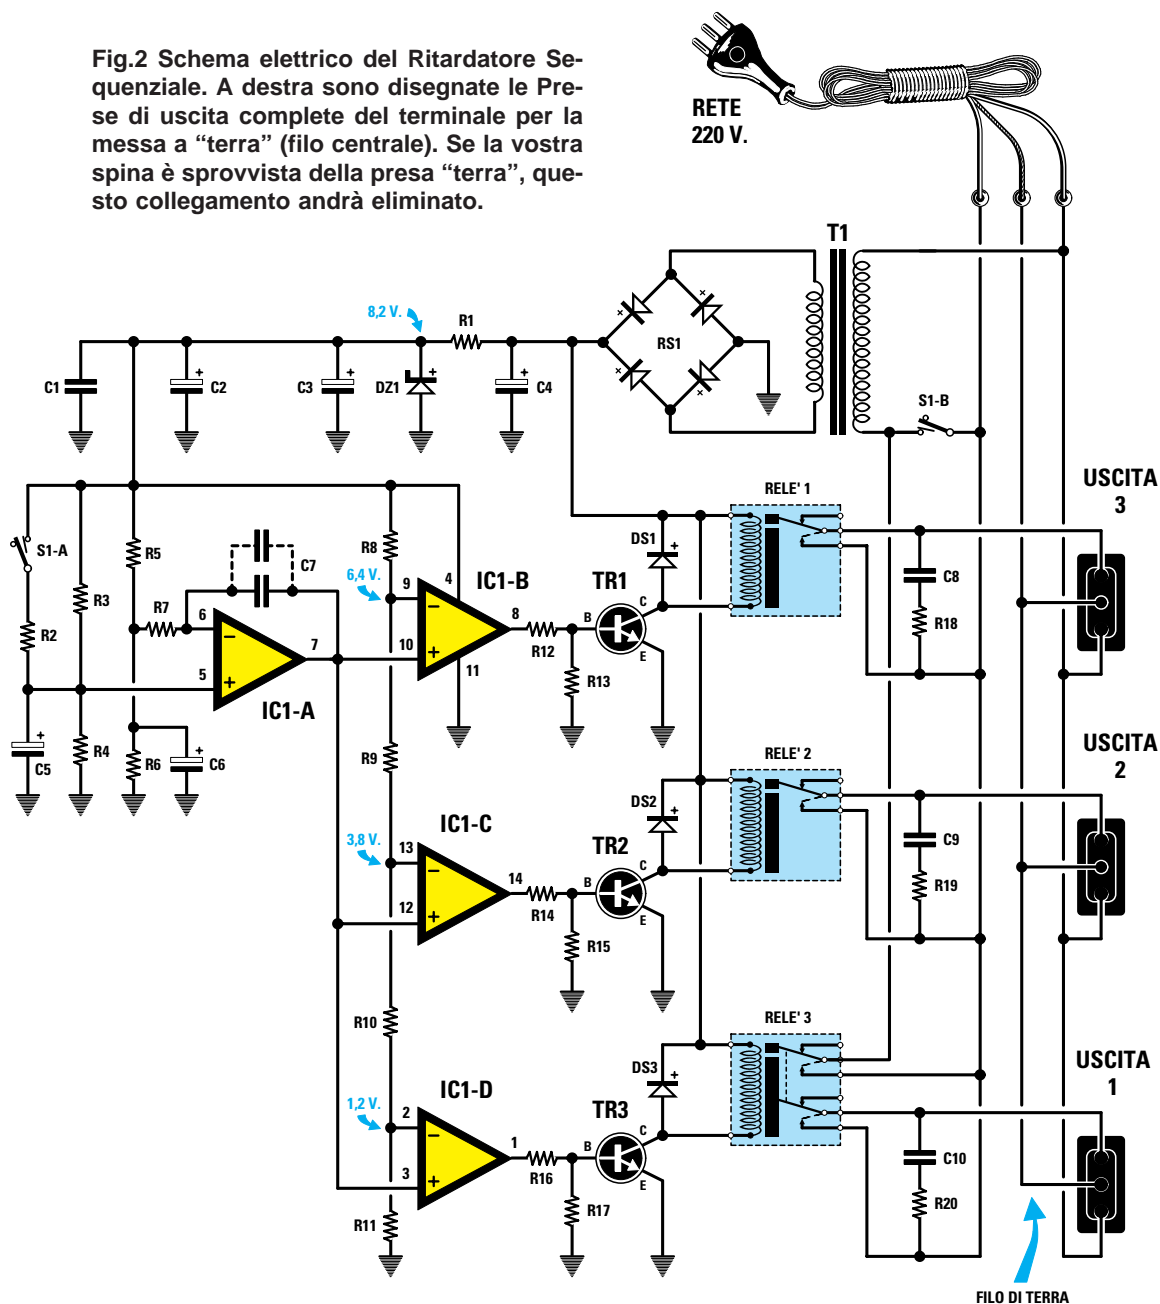 Fig.2 Schema elettrico del Ritardatore Se-
quenziale. A destra sono disegnate le Pre-
se di uscita complete del terminale per la
messa a “terra” (filo centrale). Se la vostra
spina è sprovvista della presa “terra”, que-
sto collegamento andrà eliminato.
RETE
220 V.
T1
8,2 V.
R1
RS1
C1
C2
C3
DZ1
C4
S1-B
USCITA
3
RELE' 1
S1-A
R5
C7
R8
DS1
6,4 V.
9
4
IC1-B
TR1
C
R3
R7
6
8
B
C8
R2
7
10
R12
E
R18
5
11
R13
IC1-A
C5
R4
R6
C6
R9
USCITA
2
RELE' 2
DS2
3,8 V.
13
IC1-C
TR2
C
14
B
C9
12
R14
E
R19
R15
R10
RELE' 3
USCITA
1
DS3
1,2 V.
2
IC1-D
TR3
C
1
B
C10
3
R16
E
R20
R11
R17
FILO DI TERRA